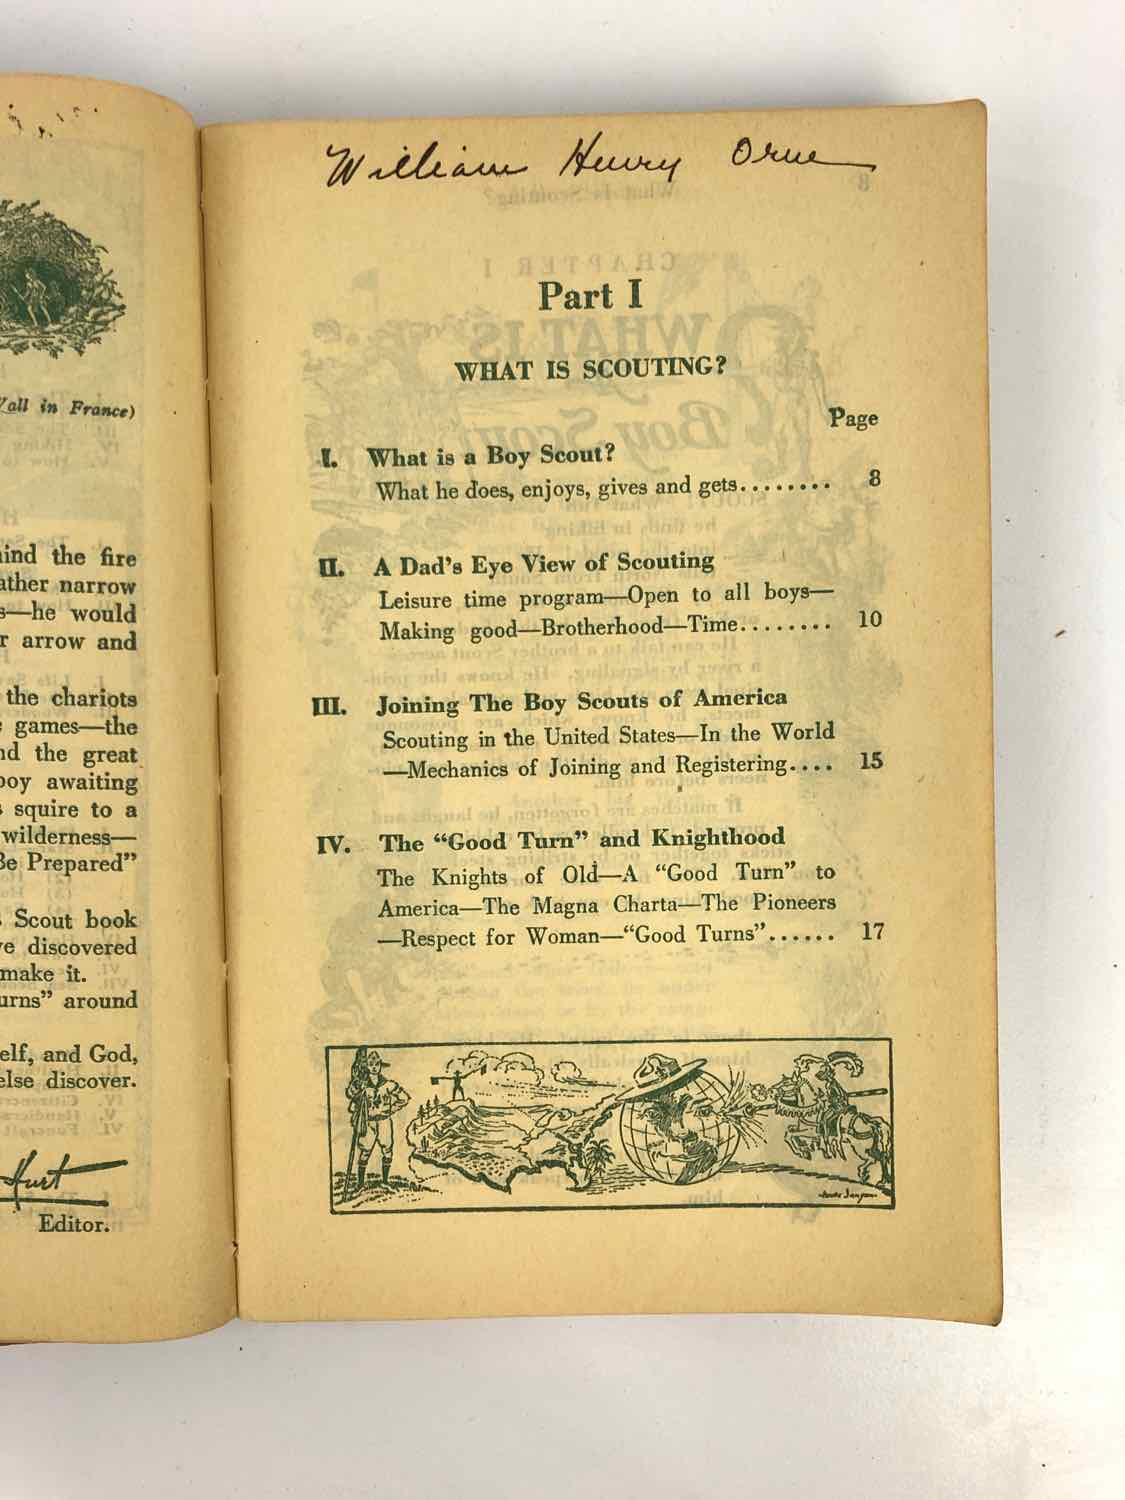 Wall in France)
the fire
narrow
he would
arrow and
the chariots
games—the
the great
boy awaiting
squire to a
wilderness—
Be Prepared"
Scout book
discovered
make it.
around
and God,
else discover.
Hurt
Editor.
William Henry Orne
Part I
WHAT IS SCOUTING?
Page
I. What is a Boy Scout?
What he does, enjoys, gives and gets........ 8
II. A Dad's Eye View of Scouting
Leisure time program—Open to all boys—
Making good—Brotherhood—Time........ 10
III. Joining The Boy Scouts of America
Scouting in the United States—In the World
—Mechanics of Joining and Registering.... 15
IV. The "Good Turn" and Knighthood
The Knights of Old—A "Good Turn" to
America—The Magna Charta—The Pioneers
—Respect for Woman—"Good Turns"...... 17